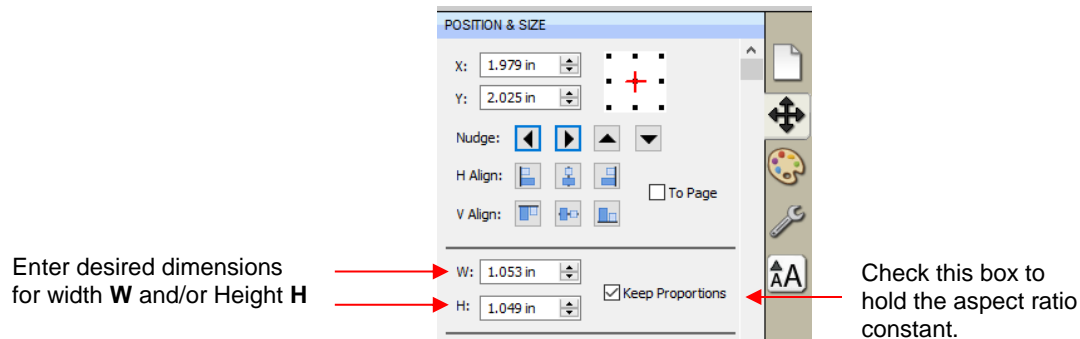 POSITION & SIZE
X: 1.979 in
Y: 2.025 in
Nudge:
H Align:
To Page
V Align:
Enter desired dimensions
for width W and/or Height H
W: 1.053 in
H: 1.049 in
Keep Proportions
AA
Check this box to
hold the aspect ratio
constant.